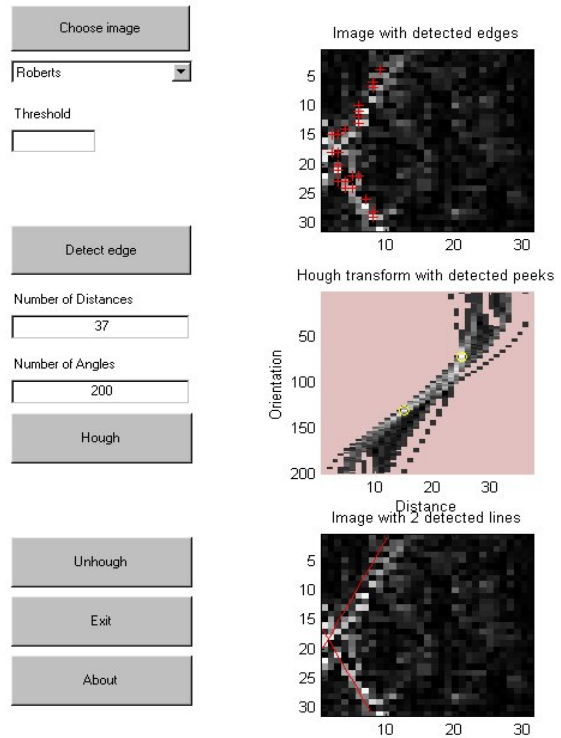 Choose image
Roberts
Threshold
Detect edge
Number of Distances
37
Number of Angles
200
Hough
Unhough
Exit
About
Image with detected edges
5
10
15
20
25
30
10 20 30
Hough transform with detected peeks
Orientation
50
100
150
200
10 20 30
Distance
Image with 2 detected lines
5
10
15
20
25
30
10 20 30